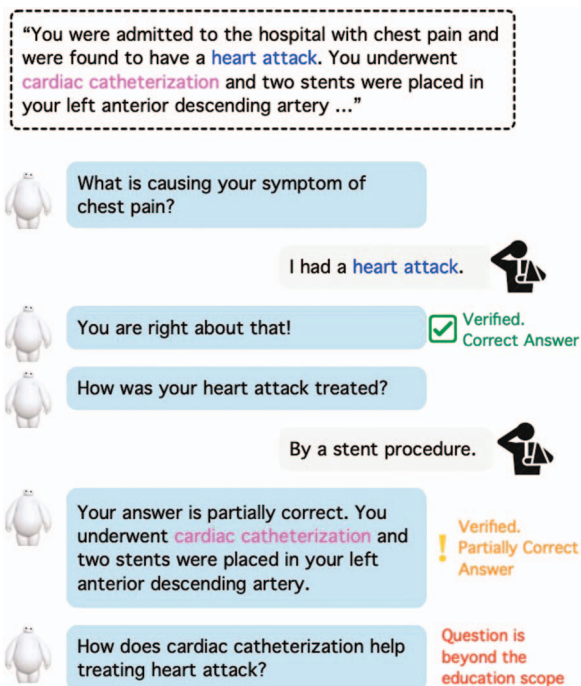 “You were admitted to the hospital with chest pain and
were found to have a heart attack. You underwent
cardiac catheterization and two stents were placed in
your left anterior descending artery ...”
What is causing your symptom of
chest pain?
I had a heart attack.
You are right about that!
Verified.
Correct Answer
How was your heart attack treated?
By a stent procedure.
Your answer is partially correct. You
underwent cardiac catheterization and
two stents were placed in your left
anterior descending artery.
!
Verified.
Partially Correct
Answer
How does cardiac catheterization help
treating heart attack?
Question is
beyond the
education scope